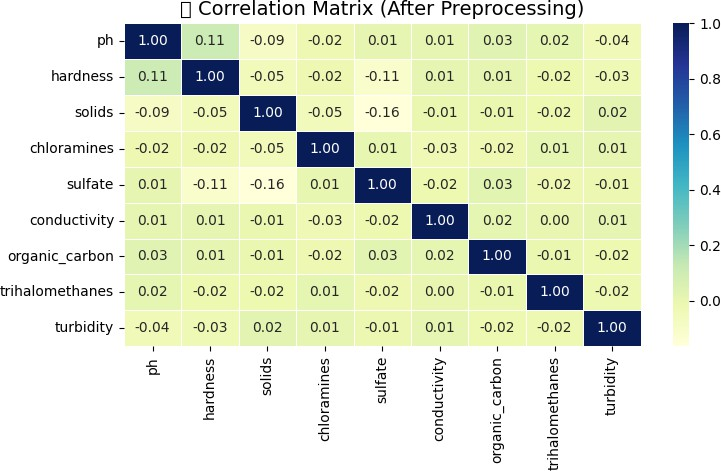 Correlation Matrix (After Preprocessing)
ph 1.00 0.11 -0.09 -0.02 0.01 0.01 0.03 0.02 -0.04
hardness 0.11 1.00 -0.05 -0.02 -0.11 0.01 0.01 -0.02 -0.03
solids -0.09 -0.05 1.00 -0.05 -0.16 -0.01 -0.01 -0.02 0.02
chloramines -0.02 -0.02 -0.05 1.00 0.01 -0.03 -0.02 0.01 0.01
sulfate 0.01 -0.11 -0.16 0.01 1.00 -0.02 0.03 -0.02 -0.01
conductivity 0.01 0.01 -0.01 -0.03 -0.02 1.00 0.02 0.00 0.01
organic_carbon 0.03 0.01 -0.01 -0.02 0.03 0.02 1.00 -0.01 -0.02
trihalomethanes 0.02 -0.02 -0.02 0.01 -0.02 0.00 -0.01 1.00 -0.02
turbidity -0.04 -0.03 0.02 0.01 -0.01 0.01 -0.02 -0.02 1.00
ph
hardness
solids
chloramines
sulfate
conductivity
organic_carbon
trihalomethanes
turbidity
1.0
0.8
0.6
0.4
0.2
0.0